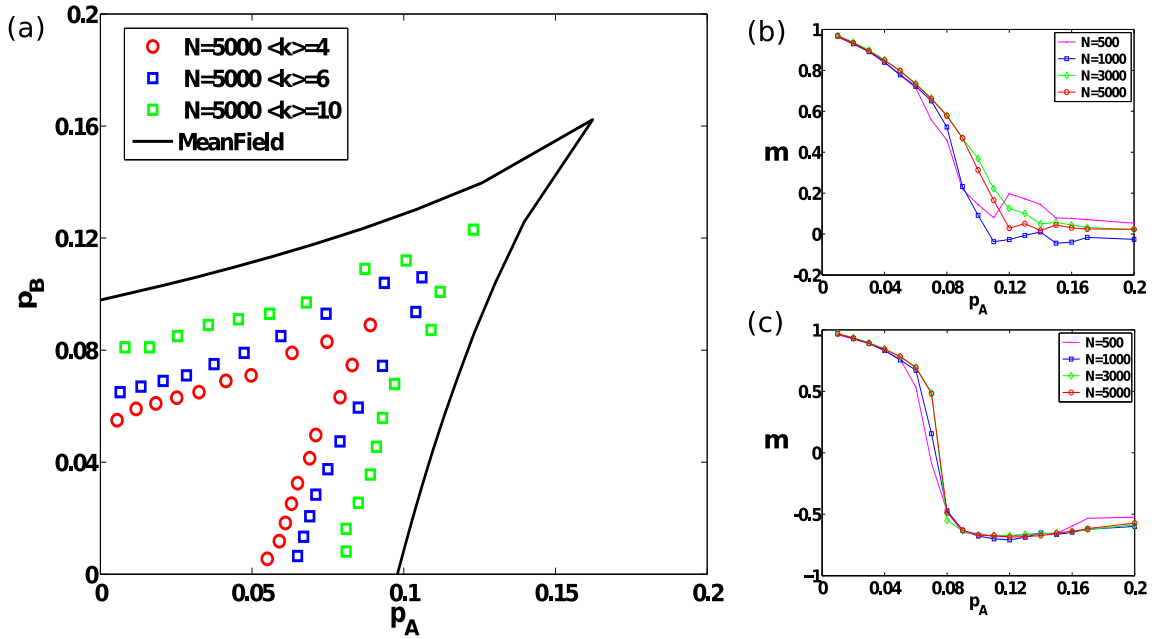 (a)
0.2
0.16
0.12
0.08
0.04
0
p_B
N=5000 <k>=4
N=5000 <k>=6
N=5000 <k>=10
MeanField
0 0.05 0.1 0.15 0.2
p_A
(b)
1
0.8
0.6
0.4
0.2
0
-0.2
m
N=500
N=1000
N=3000
N=5000
0 0.04 0.08 0.12 0.16 0.2
p_A
(c)
1
0.5
0
-0.5
-1
m
N=500
N=1000
N=3000
N=5000
0 0.04 0.08 0.12 0.16 0.2
p_A